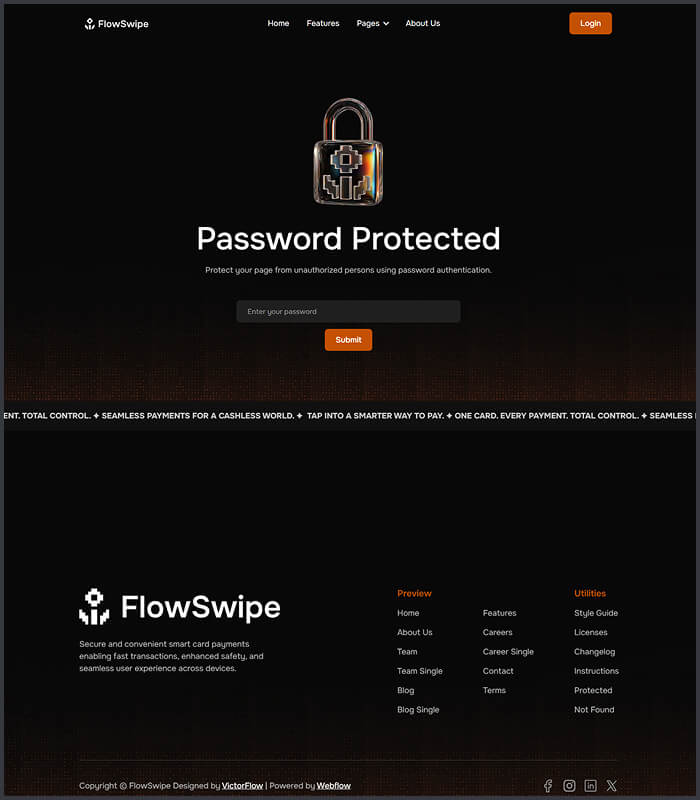 FlowSwipe
Home Features Pages About Us
Login
Password Protected
Protect your page from unauthorized persons using password authentication.
Enter your password
Submit
ENT. TOTAL CONTROL. ✦ SEAMLESS PAYMENTS FOR A CASHLESS WORLD. ✦ TAP INTO A SMARTER WAY TO PAY. ✦ ONE CARD. EVERY PAYMENT. TOTAL CONTROL. ✦ SEAMLESS
FlowSwipe
Secure and convenient smart card payments
enabling fast transactions, enhanced safety, and
seamless user experience across devices.
Preview
Home
About Us
Team
Team Single
Blog
Blog Single
Features
Careers
Career Single
Contact
Terms
Utilities
Style Guide
Licenses
Changelog
Instructions
Protected
Not Found
Copyright © FlowSwipe Designed by VictorFlow | Powered by Webflow